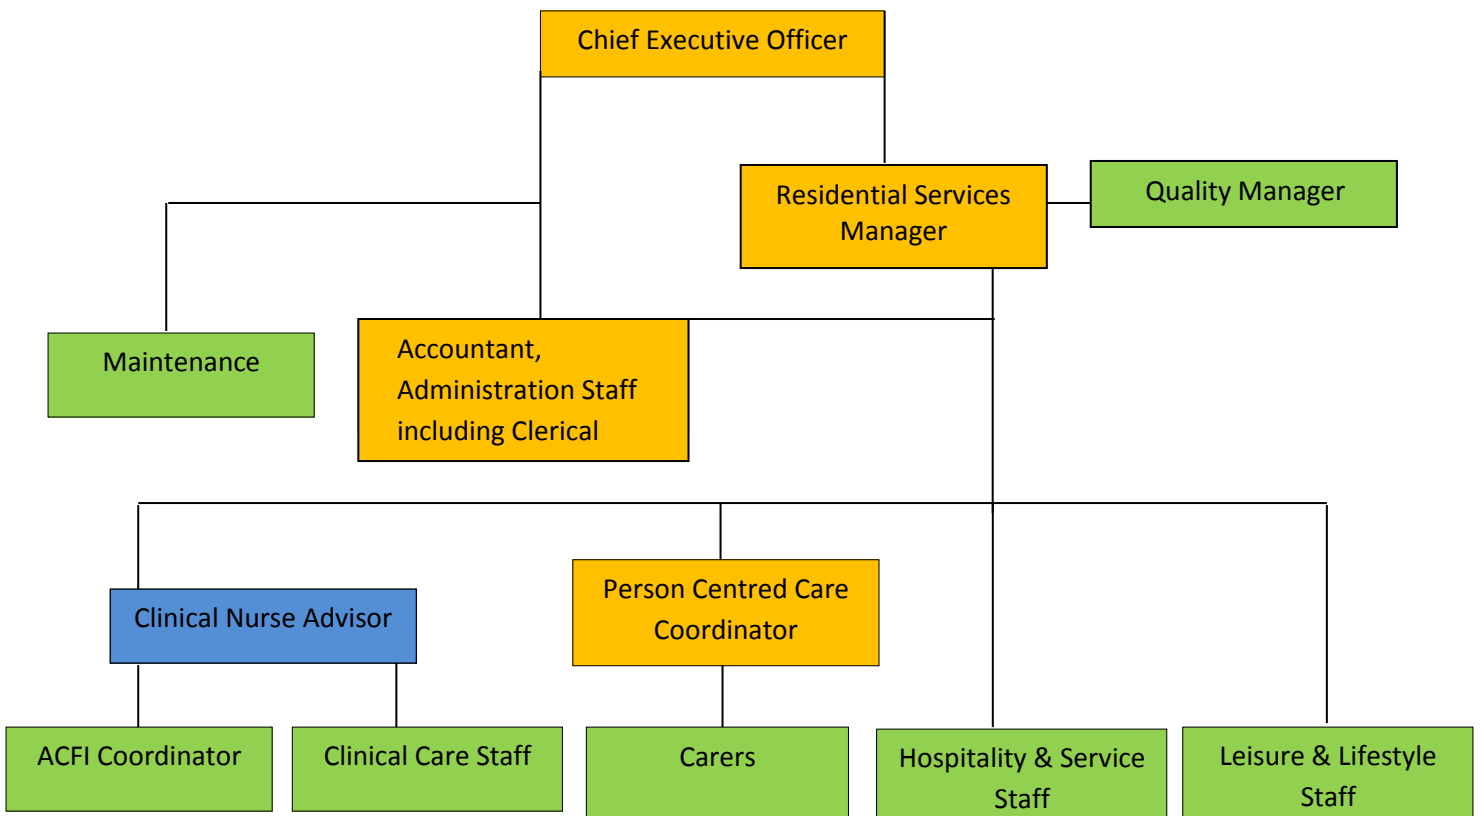 Chief Executive Officer
Residential Services
Manager
Quality Manager
Maintenance
Accountant,
Administration Staff
including Clerical
Clinical Nurse Advisor
Person Centred Care
Coordinator
ACFI Coordinator
Clinical Care Staff
Carers
Hospitality & Service
Staff
Leisure & Lifestyle
Staff